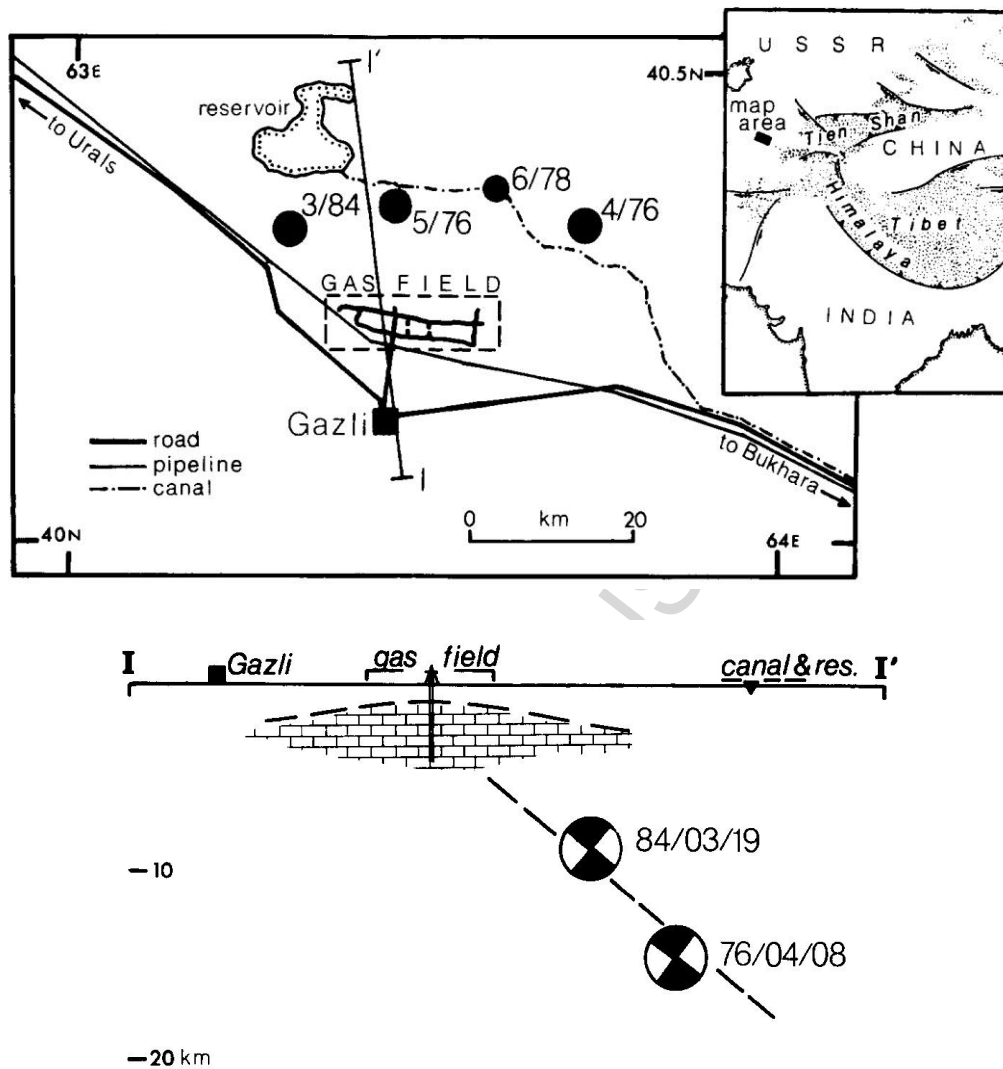 63E
I'
40.5N
reservoir
to Urals
3/84
5/76
6/78
4/76
GAS FIELD
Gazli
road
pipeline
canal
to Bukhara
0 km 20
40N
64E
USSR
map
area
Tien Shan
CHINA
Himalaya
Tibet
INDIA
I
I Gazli gas field canal & res. I'
84/03/19
-10
76/04/08
-20 km